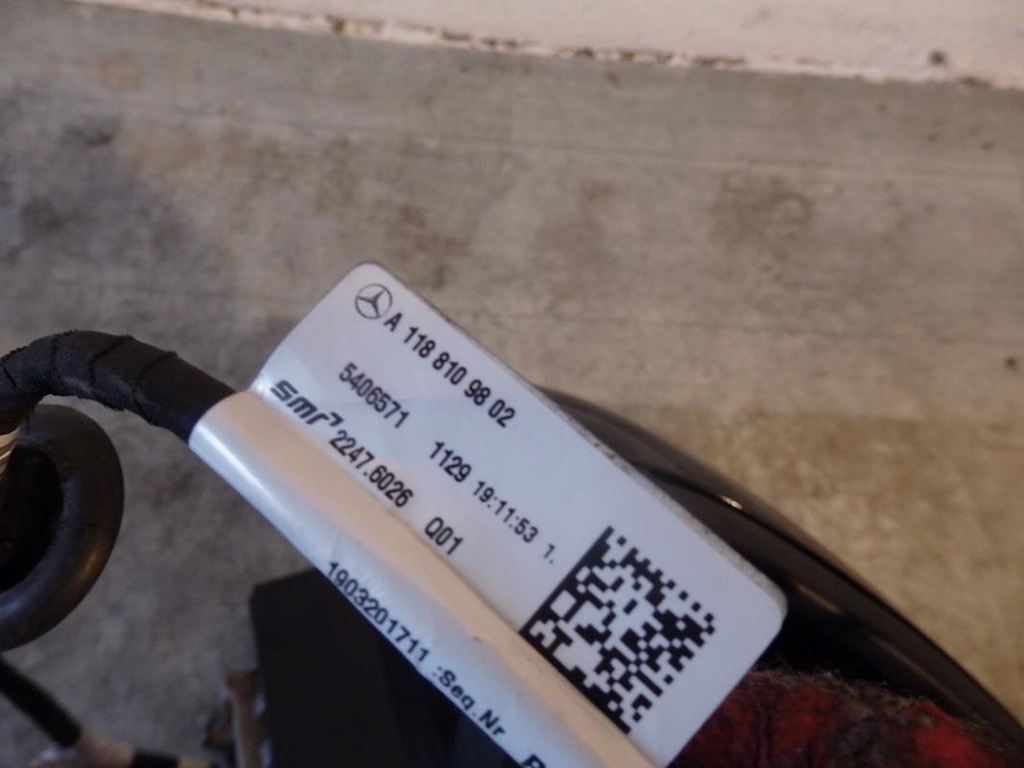 A 118 810 98 02
5406571 1129 19:11:53 1.
smr 2247.6026 Q01
1903201711 :Seq.Nr